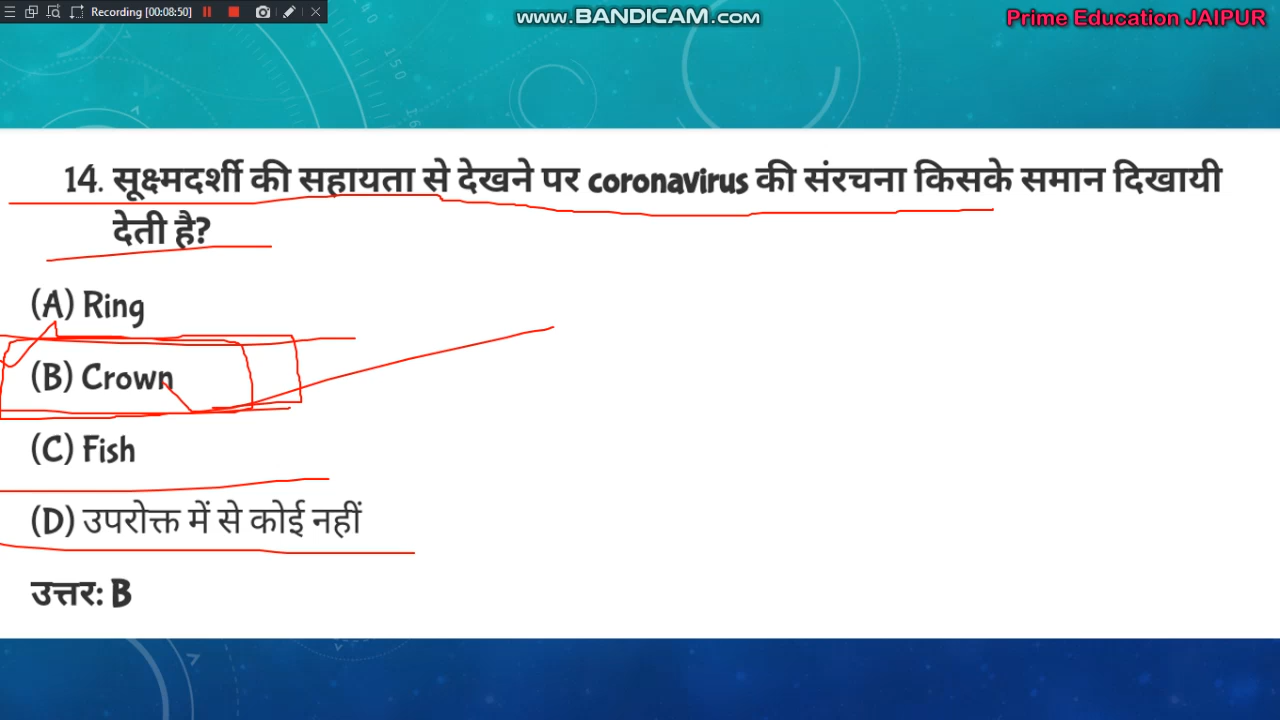 Recording [00:08:50]
www.BANDICAM.com
Prime Education JAIPUR
14. सूक्ष्मदर्शी की सहायता से देखने पर coronavirus की संरचना किसके समान दिखायी
देती है?
(A) Ring
(B) Crown
(C) Fish
(D) उपरोक्त में से कोई नहीं
उत्तर: B